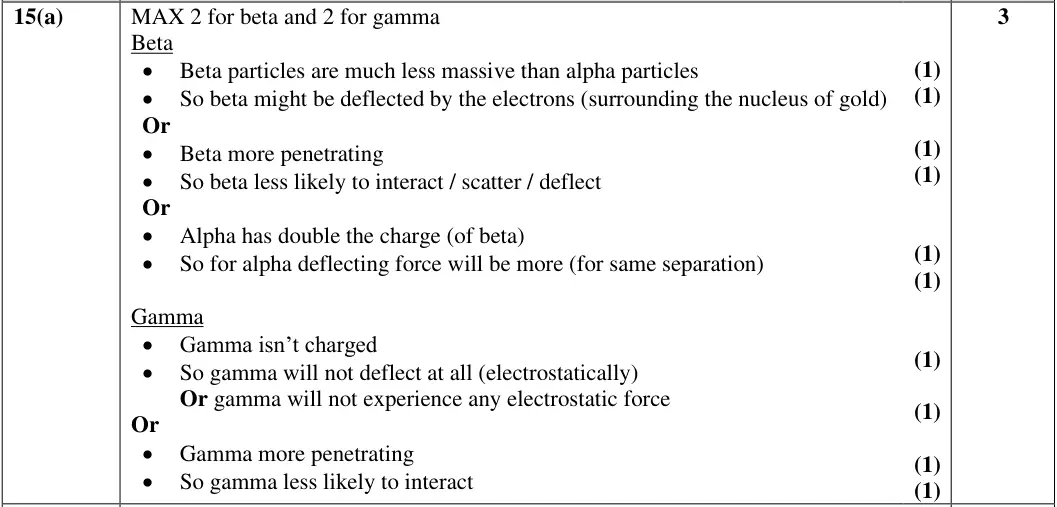 15(a) MAX 2 for beta and 2 for gamma 3
Beta
• Beta particles are much less massive than alpha particles (1)
• So beta might be deflected by the electrons (surrounding the nucleus of gold) (1)
Or
• Beta more penetrating (1)
• So beta less likely to interact / scatter / deflect (1)
Or
• Alpha has double the charge (of beta) (1)
• So for alpha deflecting force will be more (for same separation) (1)
Gamma
• Gamma isn’t charged (1)
• So gamma will not deflect at all (electrostatically)
Or gamma will not experience any electrostatic force (1)
Or
• Gamma more penetrating (1)
• So gamma less likely to interact (1)